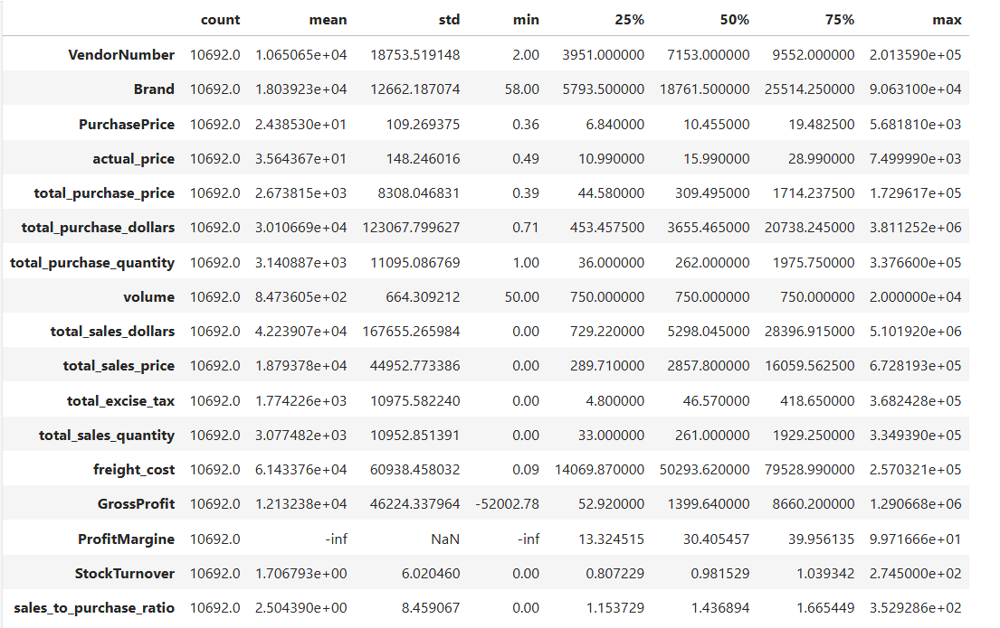 count mean std min 25% 50% 75% max
VendorNumber 10692.0 1.065065e+04 18753.519148 2.00 3951.000000 7153.000000 9552.000000 2.013590e+05
Brand 10692.0 1.803923e+04 12662.187074 58.00 5793.500000 18761.500000 25514.250000 9.063100e+04
PurchasePrice 10692.0 2.438530e+01 109.269375 0.36 6.840000 10.455000 19.482500 5.681810e+03
actual_price 10692.0 3.564367e+01 148.246016 0.49 10.990000 15.990000 28.990000 7.499990e+03
total_purchase_price 10692.0 2.673815e+03 8308.046831 0.39 44.580000 309.495000 1714.237500 1.729617e+05
total_purchase_dollars 10692.0 3.010669e+04 123067.799627 0.71 453.457500 3655.465000 20738.245000 3.811252e+06
total_purchase_quantity 10692.0 3.140887e+03 11095.086769 1.00 36.000000 262.000000 1975.750000 3.376600e+05
volume 10692.0 8.473605e+02 664.309212 50.00 750.000000 750.000000 750.000000 2.000000e+04
total_sales_dollars 10692.0 4.223907e+04 167655.265984 0.00 729.220000 5298.045000 28396.915000 5.101920e+06
total_sales_price 10692.0 1.879378e+04 44952.773386 0.00 289.710000 2857.800000 16059.562500 6.728193e+05
total_excise_tax 10692.0 1.774226e+03 10975.582240 0.00 4.800000 46.570000 418.650000 3.682428e+05
total_sales_quantity 10692.0 3.077482e+03 10952.851391 0.00 33.000000 261.000000 1929.250000 3.349390e+05
freight_cost 10692.0 6.143376e+04 60938.458032 0.09 14069.870000 50293.620000 79528.990000 2.570321e+05
GrossProfit 10692.0 1.213238e+04 46224.337964 -52002.78 52.920000 1399.640000 8660.200000 1.290668e+06
ProfitMargine 10692.0 -inf NaN -inf 13.324515 30.405457 39.956135 9.971666e+01
StockTurnover 10692.0 1.706793e+00 6.020460 0.00 0.807229 0.981529 1.039342 2.745000e+02
sales_to_purchase_ratio 10692.0 2.504390e+00 8.459067 0.00 1.153729 1.436894 1.665449 3.529286e+02